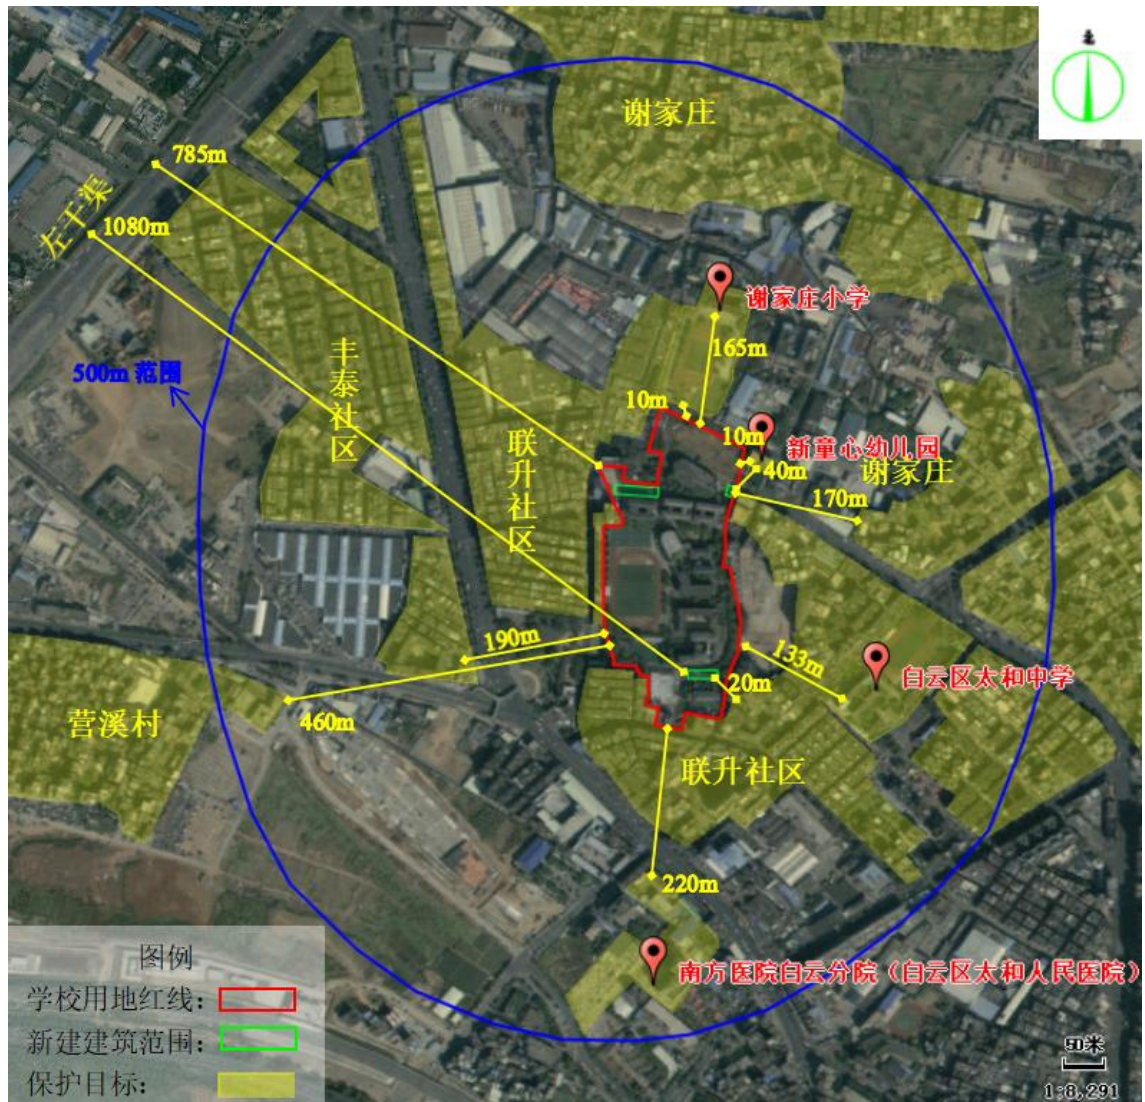 北
谢家庄
785m
左干渠
1080m
谢家庄小学
165m
500m 范围
丰泰社区
10m
联升社区
10m
新童心幼儿园
40m
谢家庄
170m
190m
133m
白云区太和中学
20m
460m
营溪村
联升社区
220m
南方医院白云分院（白云区太和人民医院）
图例
学校用地红线：
新建建筑范围：
保护目标：
50米
1:8,291